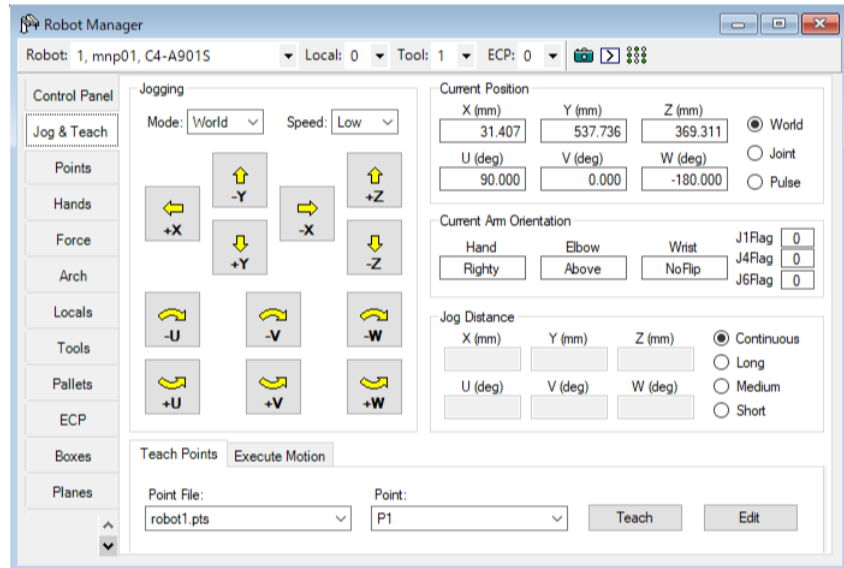 Robot Manager
Robot: 1, mnp01, C4-A901S Local: 0 Tool: 1 ECP: 0
Control Panel
Jog & Teach
Points
Hands
Force
Arch
Locals
Tools
Pallets
ECP
Boxes
Planes
Jogging
Mode: World Speed: Low
-Y +Z
+X -X
+Y -Z
-U -V -W
+U +V +W
Current Position
X (mm) Y (mm) Z (mm)
31.407 537.736 369.311
U (deg) V (deg) W (deg)
90.000 0.000 -180.000
World
Joint
Pulse
Current Arm Orientation
Hand Elbow Wrist
Righty Above NoFlip
J1Flag 0
J4Flag 0
J6Flag 0
Jog Distance
X (mm) Y (mm) Z (mm)
U (deg) V (deg) W (deg)
Continuous
Long
Medium
Short
Teach Points Execute Motion
Point File: Point:
robot1.pts P1 Teach Edit